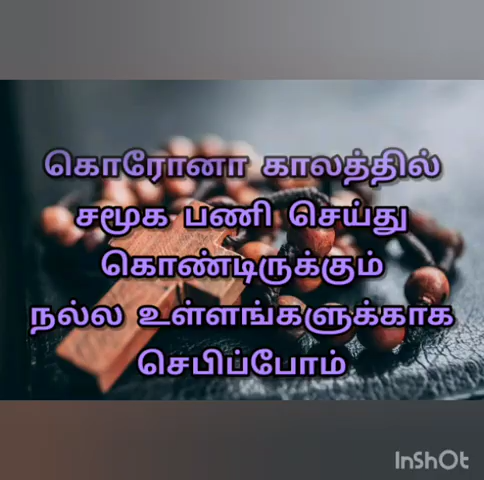 கொரோனா காலத்தில்
சமூக பணி செய்து
கொண்டிருக்கும்
நல்ல உள்ளங்களுக்காக
செபிப்போம்
InShOt